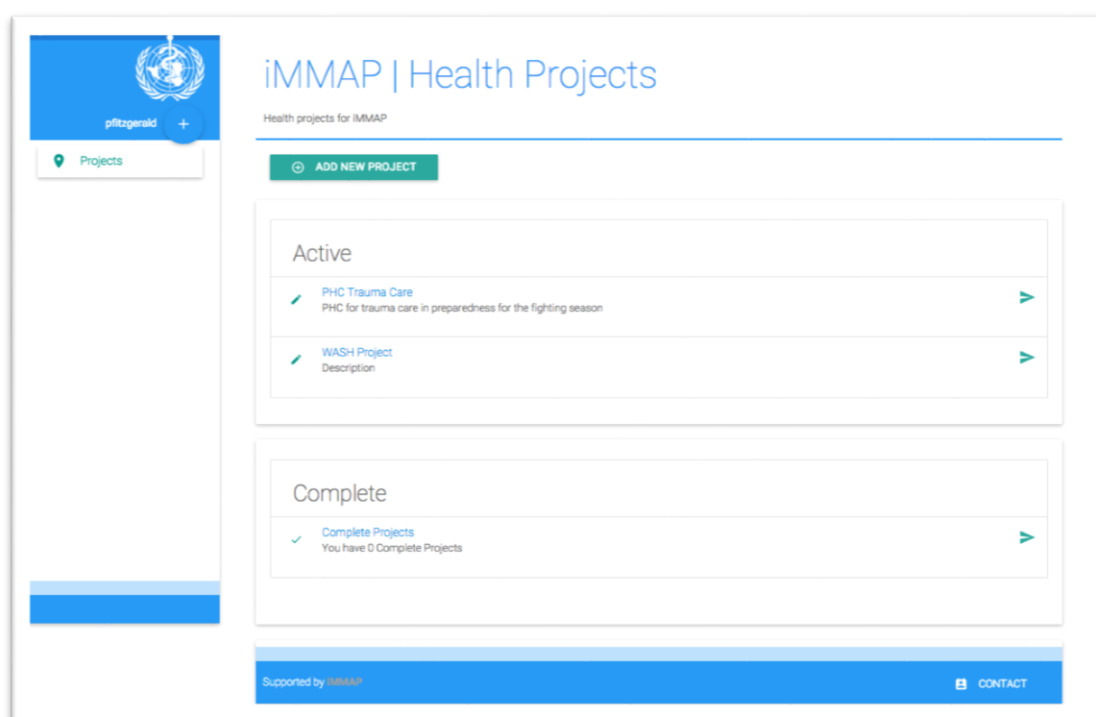 pfitzgerald
Projects
iMMAP | Health Projects
Health projects for iMMAP
ADD NEW PROJECT
Active
PHC Trauma Care
PHC for trauma care in preparedness for the fighting season
WASH Project
Description
Complete
Complete Projects
You have 0 Complete Projects
Supported by iMMAP
CONTACT